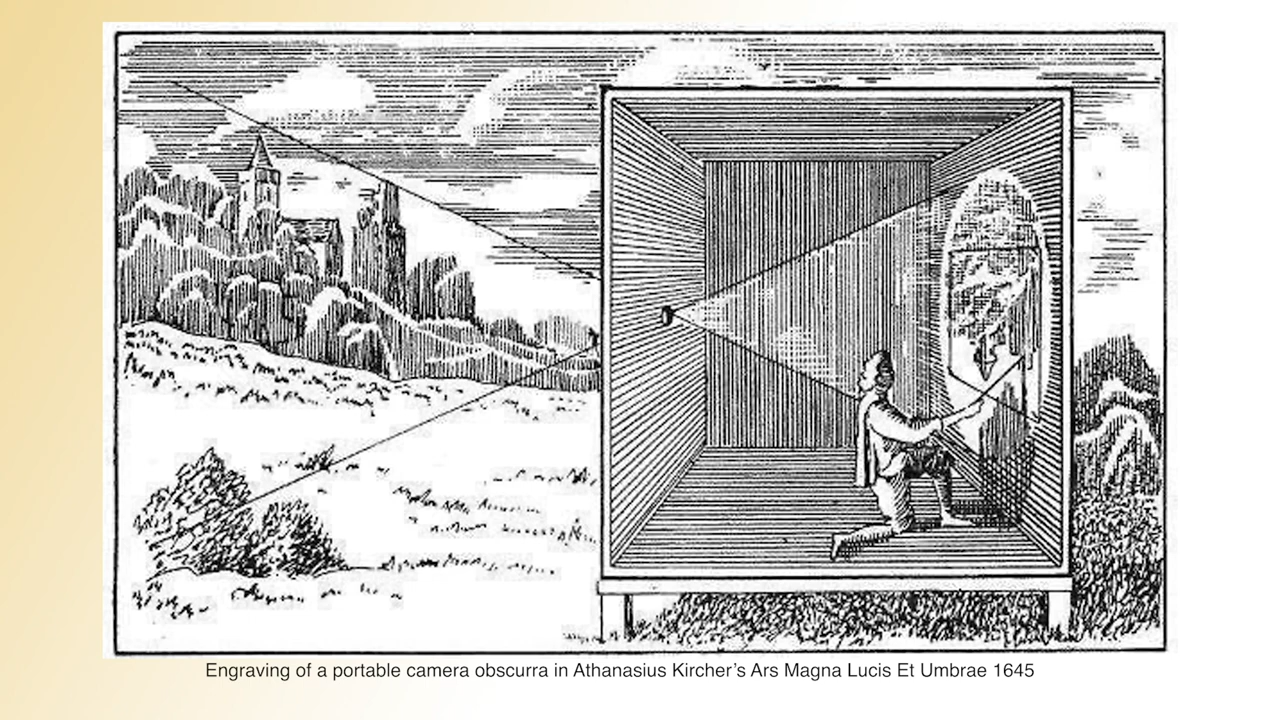 Engraving of a portable camera obscurra in Athanasius Kircher’s Ars Magna Lucis Et Umbrae 1645